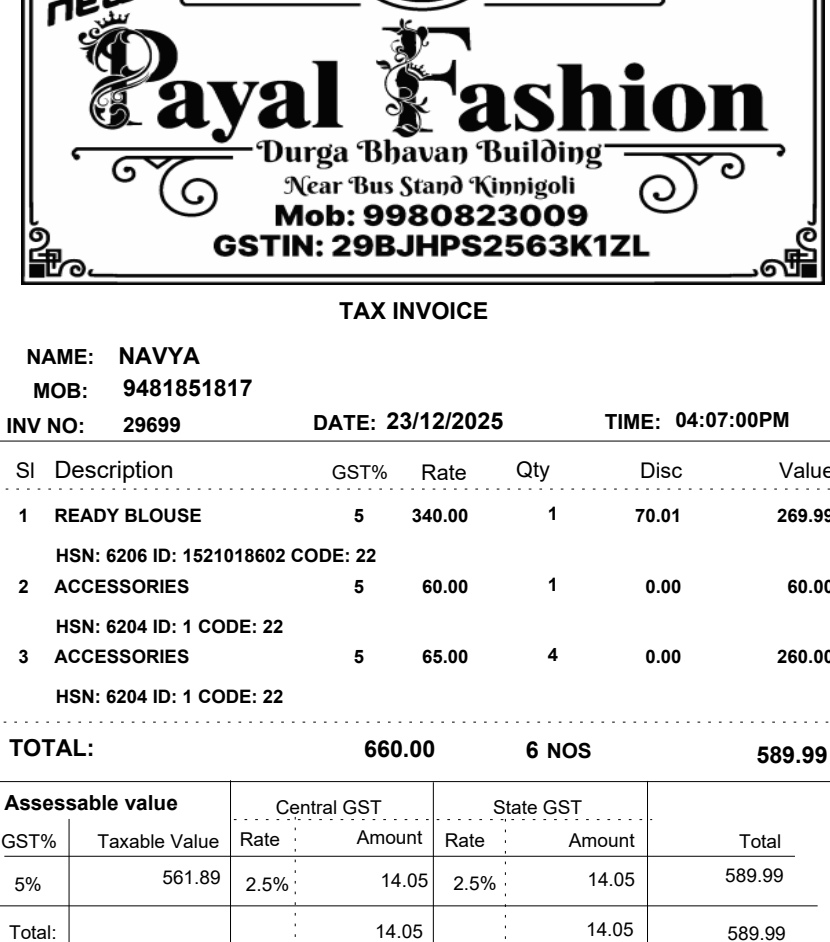 new
Payal Fashion
Durga Bhavan Building
Near Bus Stand Kinnigoli
Mob: 9980823009
GSTIN: 29BJHPS2563K1ZL
TAX INVOICE
NAME: NAVYA
MOB: 9481851817
INV NO: 29699 DATE: 23/12/2025 TIME: 04:07:00PM
Sl Description GST% Rate Qty Disc Value
1 READY BLOUSE 5 340.00 1 70.01 269.99
HSN: 6206 ID: 1521018602 CODE: 22
2 ACCESSORIES 5 60.00 1 0.00 60.00
HSN: 6204 ID: 1 CODE: 22
3 ACCESSORIES 5 65.00 4 0.00 260.00
HSN: 6204 ID: 1 CODE: 22
TOTAL: 660.00 6 NOS 589.99
Assessable value Central GST State GST
GST% Taxable Value Rate Amount Rate Amount Total
5% 561.89 2.5% 14.05 2.5% 14.05 589.99
Total: 14.05 14.05 589.99